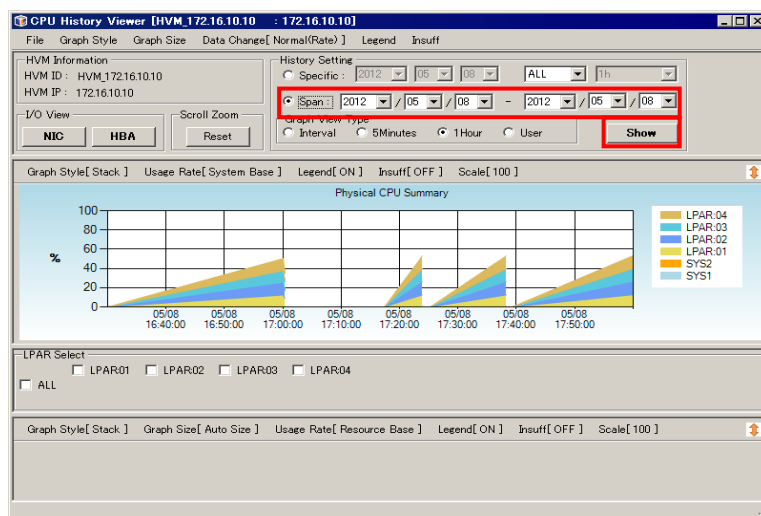 CPU History Viewer [HVM_172.16.10.10 : 172.16.10.10]
File Graph Style Graph Size Data Change[ Normal(Rate) ] Legend Insuff
HVM Information
HVM ID : HVM_172.16.10.10
HVM IP : 172.16.10.10
History Setting
Specific : 2012 05 08 ALL 1h
Span : 2012 / 05 / 08 - 2012 / 05 / 08
I/O View
NIC HBA
Scroll Zoom
Reset
Graph View Type
Interval 5Minutes 1Hour User
Show
Graph Style[ Stack ] Usage Rate[ System Base ] Legend[ ON ] Insuff[ OFF ] Scale[ 100 ]
Physical CPU Summary
100
80
60
40
20
0
%
05/08 05/08 05/08 05/08 05/08 05/08 05/08 05/08
16:40:00 16:50:00 17:00:00 17:10:00 17:20:00 17:30:00 17:40:00 17:50:00
LPAR:04
LPAR:03
LPAR:02
LPAR:01
SYS2
SYS1
LPAR Select
LPAR:01 LPAR:02 LPAR:03 LPAR:04
ALL
Graph Style[ Stack ] Graph Size[ Auto Size ] Usage Rate[ Resource Base ] Legend[ ON ] Insuff[ OFF ] Scale[ 100 ]